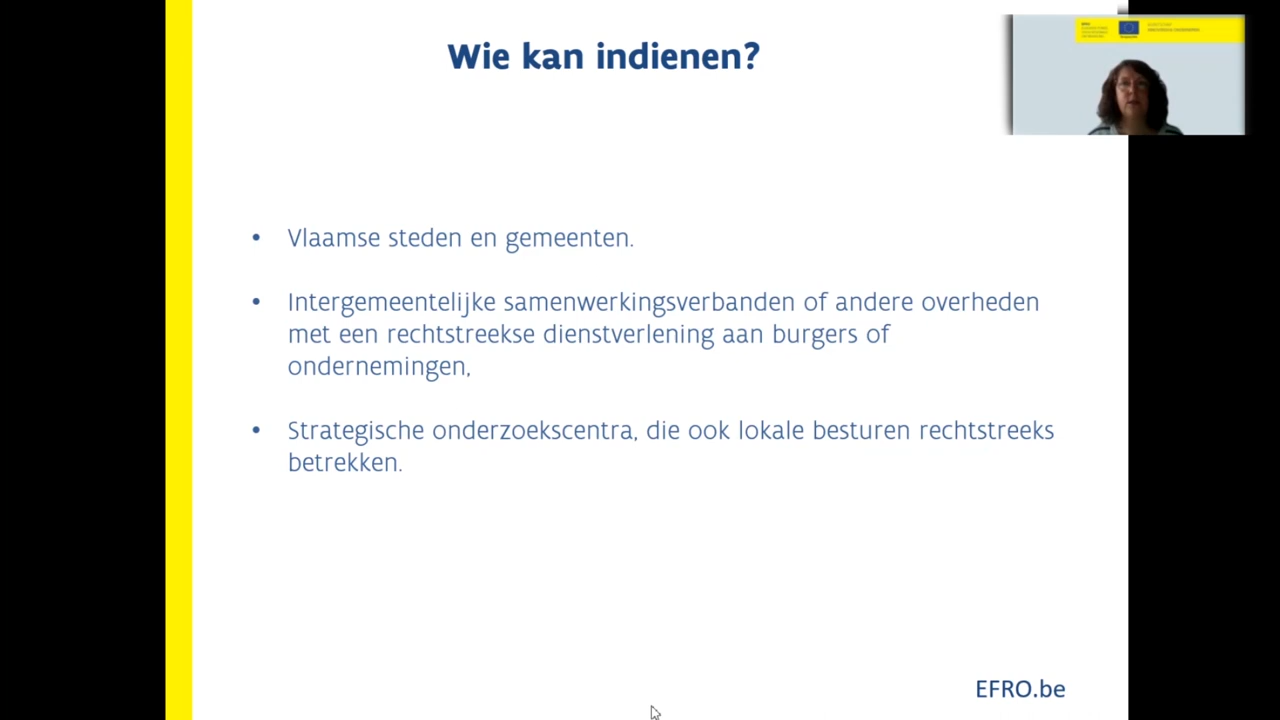 Wie kan indienen?
• Vlaamse steden en gemeenten.
• Intergemeentelijke samenwerkingsverbanden of andere overheden
met een rechtstreekse dienstverlening aan burgers of
ondernemingen,
• Strategische onderzoekscentra, die ook lokale besturen rechtstreeks
betrekken.
EFRO.be